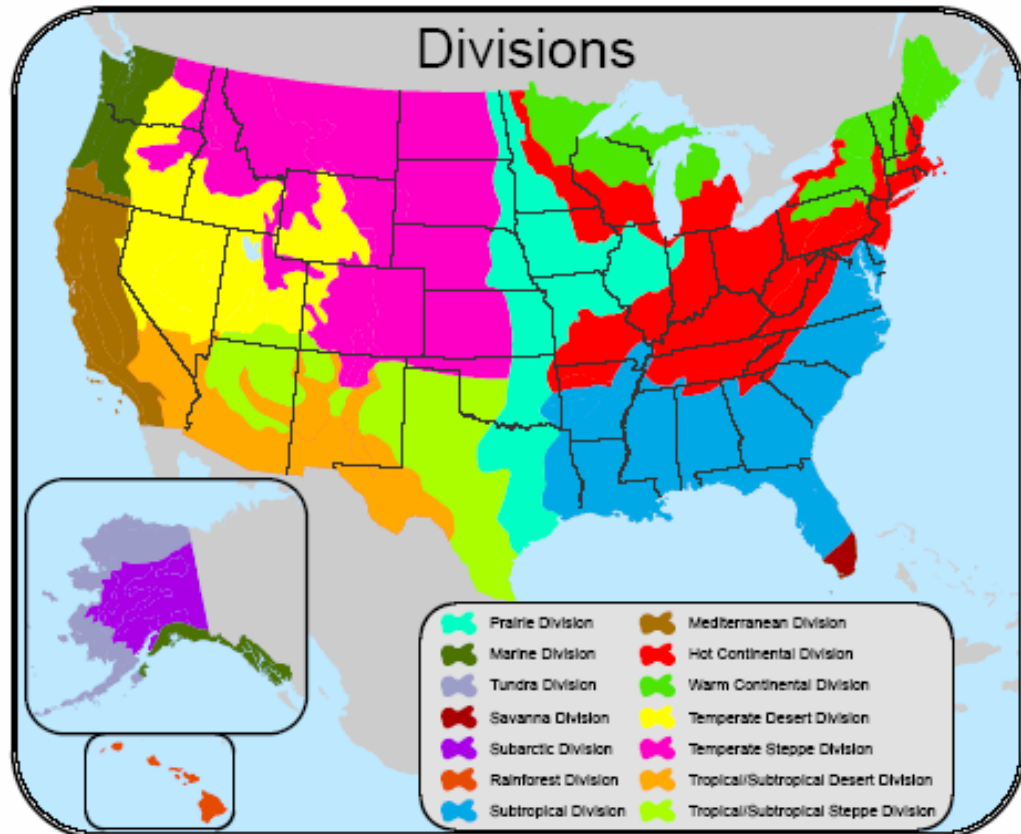 Divisions
Prairie Division
Marine Division
Tundra Division
Savanna Division
Subarctic Division
Rainforest Division
Subtropical Division
Mediterranean Division
Hot Continental Division
Warm Continental Division
Temperate Desert Division
Temperate Steppe Division
Tropical/Subtropical Desert Division
Tropical/Subtropical Steppe Division